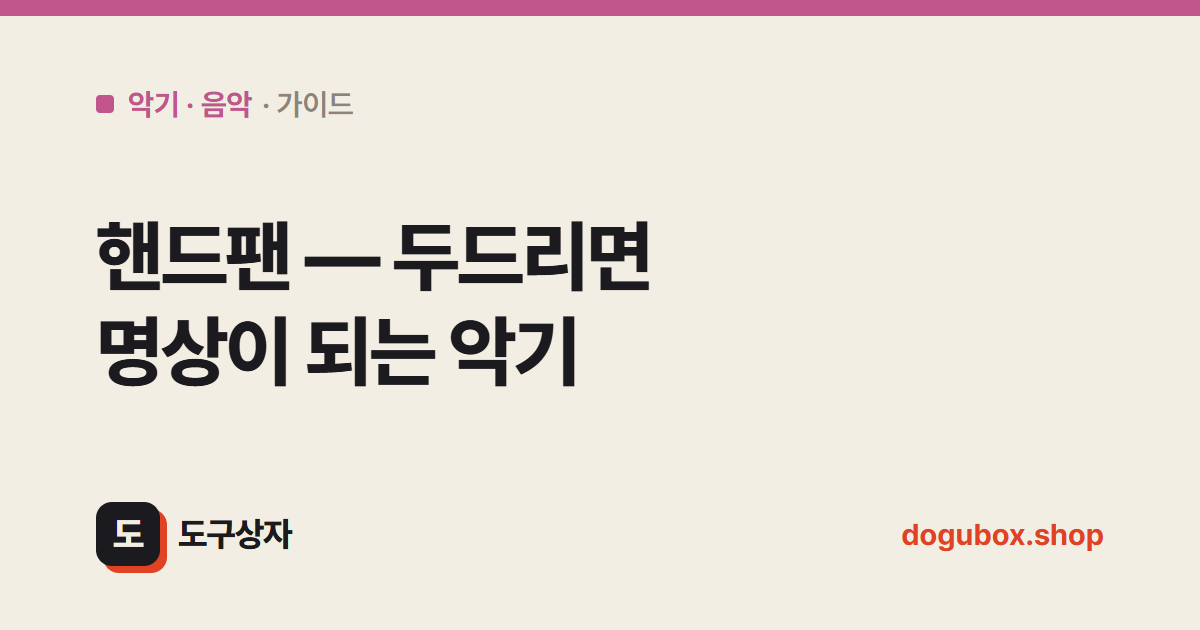 악기 · 음악 · 가이드
핸드팬 — 두드리면
명상이 되는 악기
도 도구상자
dogubox.shop